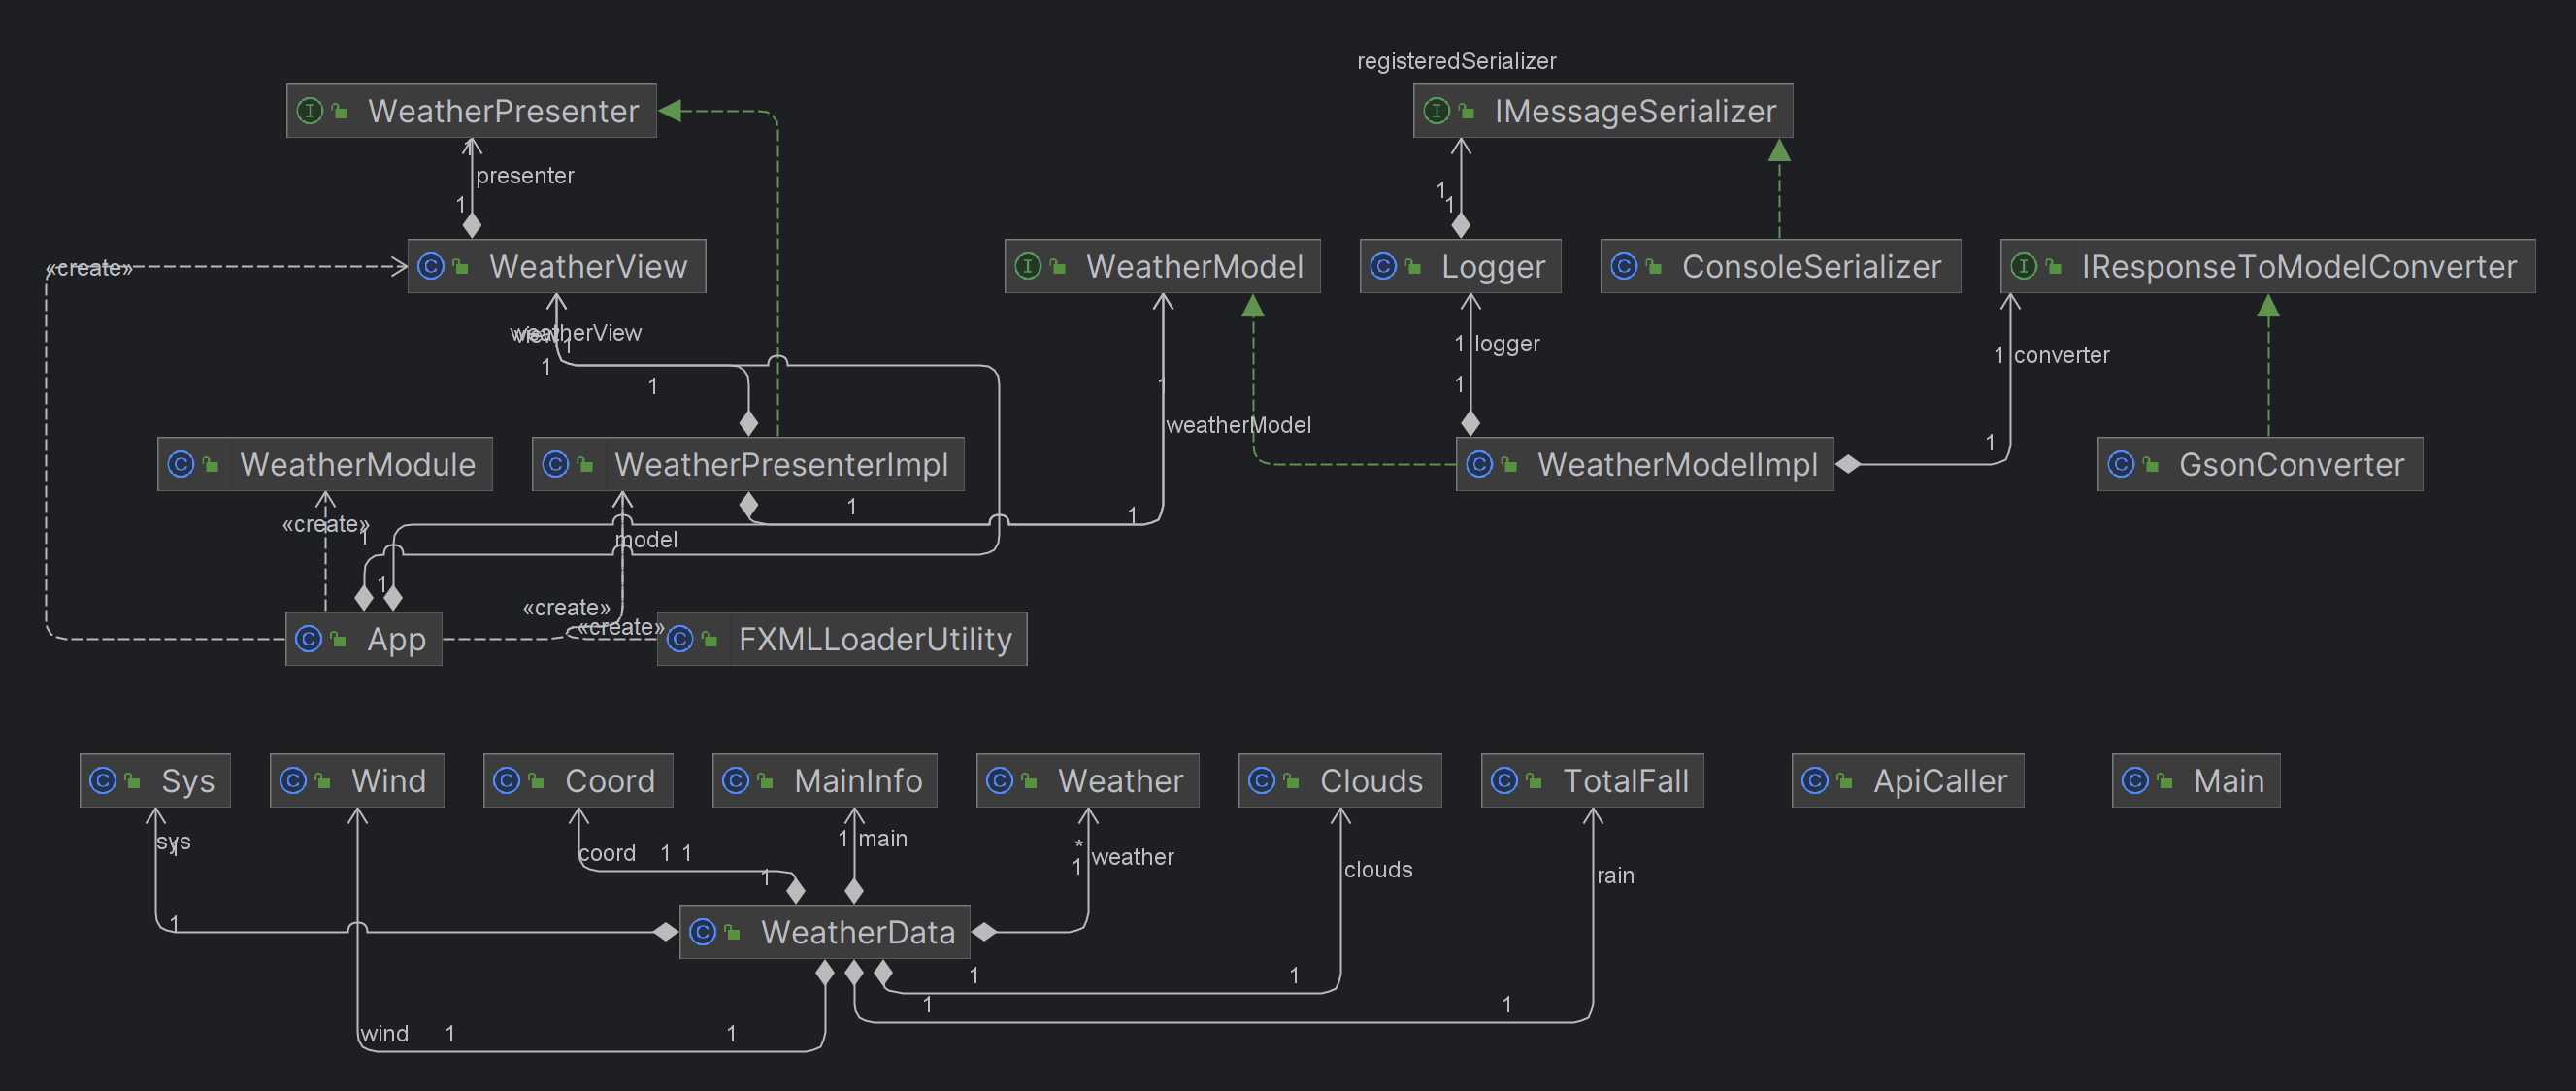 registeredSerializer
WeatherPresenter
IMessageSerializer
1
presenter
1
1
1
«create»
WeatherView
WeatherModel
Logger
ConsoleSerializer
IResponseToModelConverter
weatherView
view
1
1
1
1
logger
1
converter
1
1
weatherModel
WeatherModule
WeatherPresenterImpl
WeatherModelImpl
1
GsonConverter
«create»
1
1
1
model
1
«create»
«create»
App
FXMLLoaderUtility
Sys
Wind
Coord
MainInfo
Weather
Clouds
TotalFall
ApiCaller
Main
sys
1
coord
1
1
1
main
*
weather
1
clouds
rain
1
1
WeatherData
1
1
1
1
wind
1
1